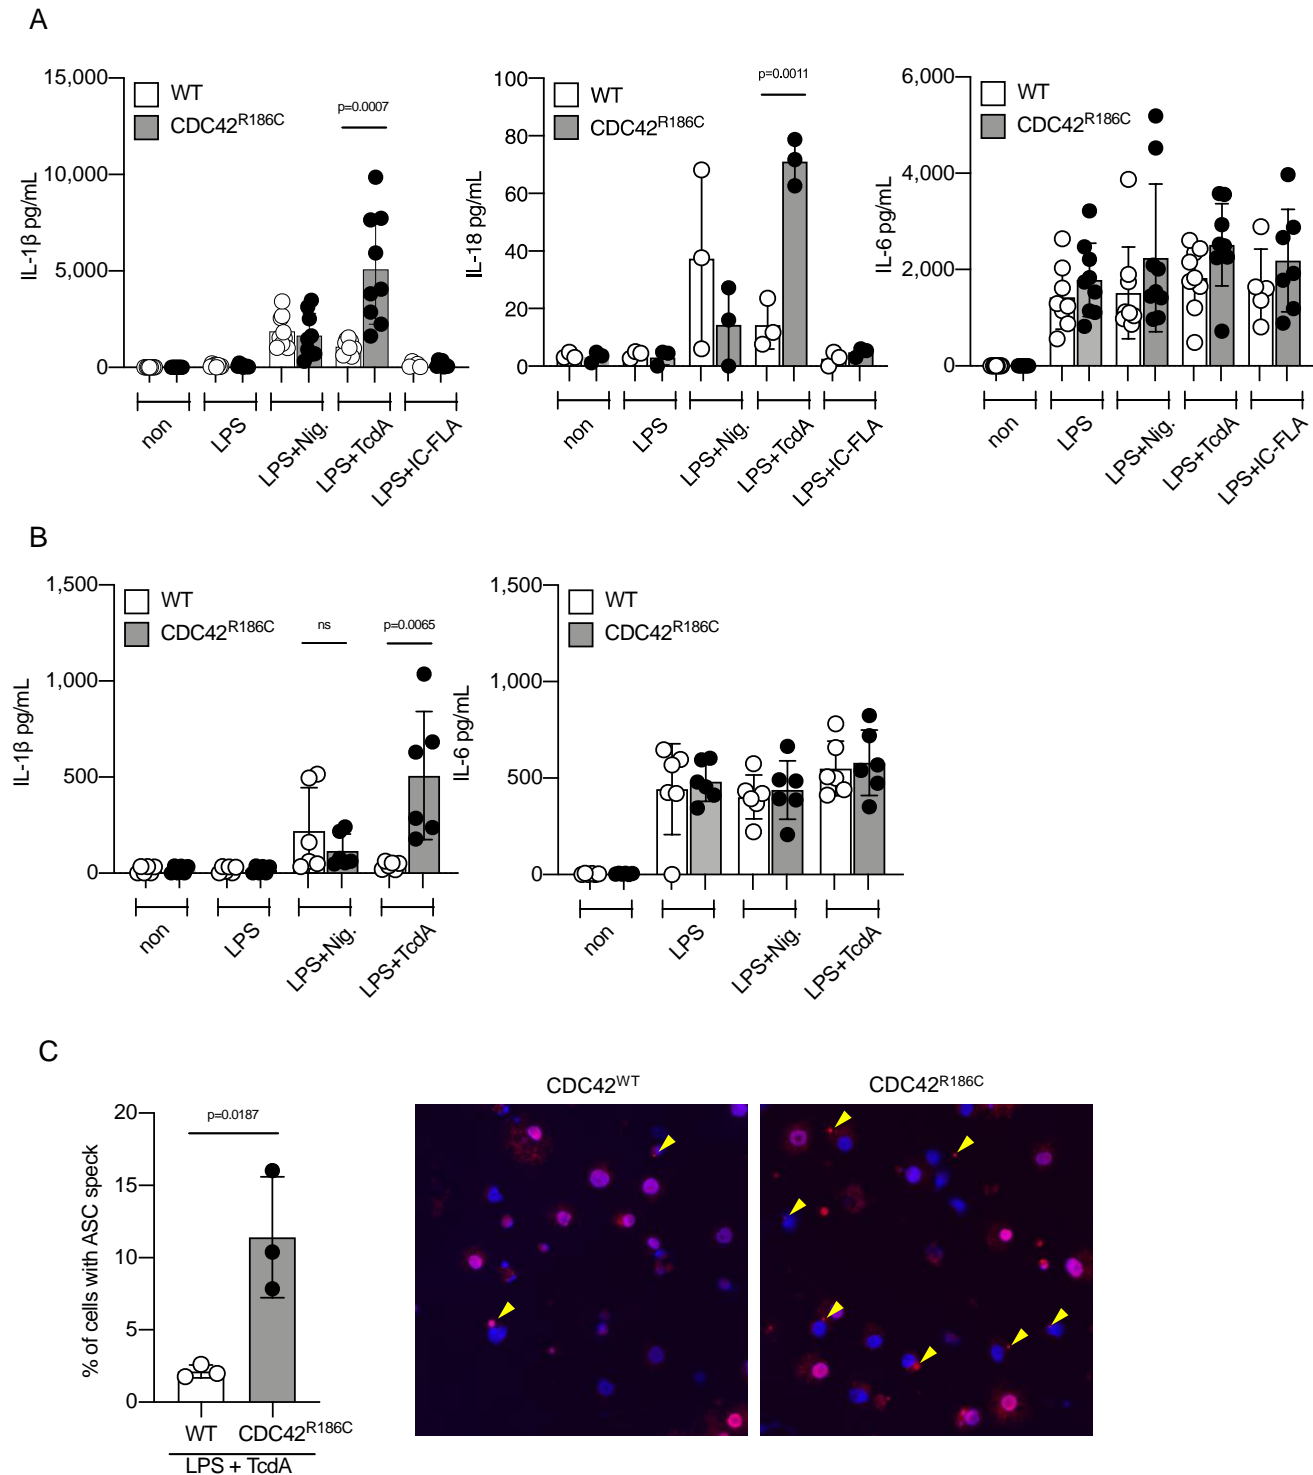 A
IL-1β pg/mL
15,000
10,000
5,000
0
WT
CDC42R186C
p=0.0007
non
LPS
LPS+Nig.
LPS+TcdA
LPS+IC-FLA
IL-18 pg/mL
100
80
60
40
20
0
WT
CDC42R186C
p=0.0011
non
LPS
LPS+Nig.
LPS+TcdA
LPS+IC-FLA
IL-6 pg/mL
6,000
4,000
2,000
0
WT
CDC42R186C
non
LPS
LPS+Nig.
LPS+TcdA
LPS+IC-FLA
B
IL-1β pg/mL
1,500
1,000
500
0
WT
CDC42R186C
ns
p=0.0065
non
LPS
LPS+Nig.
LPS+TcdA
IL-6 pg/mL
1,500
1,000
500
0
WT
CDC42R186C
non
LPS
LPS+Nig.
LPS+TcdA
C
% of cells with ASC speck
20
15
10
5
0
p=0.0187
WT
CDC42R186C
LPS + TcdA
CDC42WT
CDC42R186C